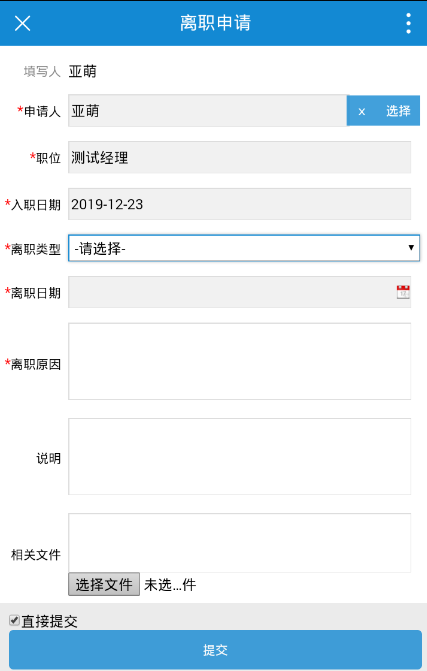 离职申请
填写人 亚萌
*申请人 亚萌 x 选择
*职位 测试经理
*入职日期 2019-12-23
*离职类型 -请选择-
*离职日期
*离职原因
说明
相关文件
选择文件 未选...件
直接提交
提交